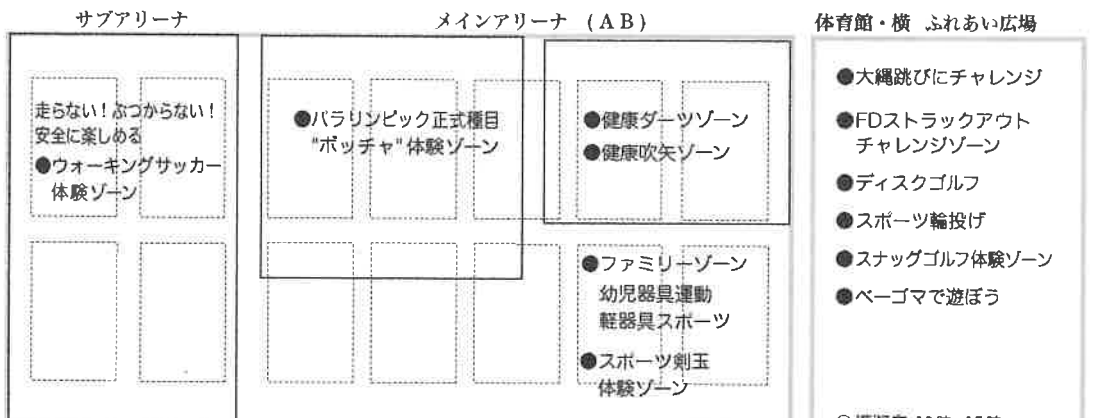 サブアリーナ
メインアリーナ （A B）
体育館・横 ふれあい広場
走らない！ぶつからない！
安全に楽しめる
●ウォーキングサッカー
体験ゾーン
●パラリンピック正式種目
"ボッチャ" 体験ゾーン
●健康ダーツゾーン
●健康吹矢ゾーン
●ファミリーゾーン
幼児器具運動
軽器具スポーツ
●スポーツ剣玉
体験ゾーン
●大縄跳びにチャレンジ
●FDストラックアウト
チャレンジゾーン
●ディスクゴルフ
●スポーツ輪投げ
●スナッグゴルフ体験ゾーン
●ベーゴマで遊ぼう